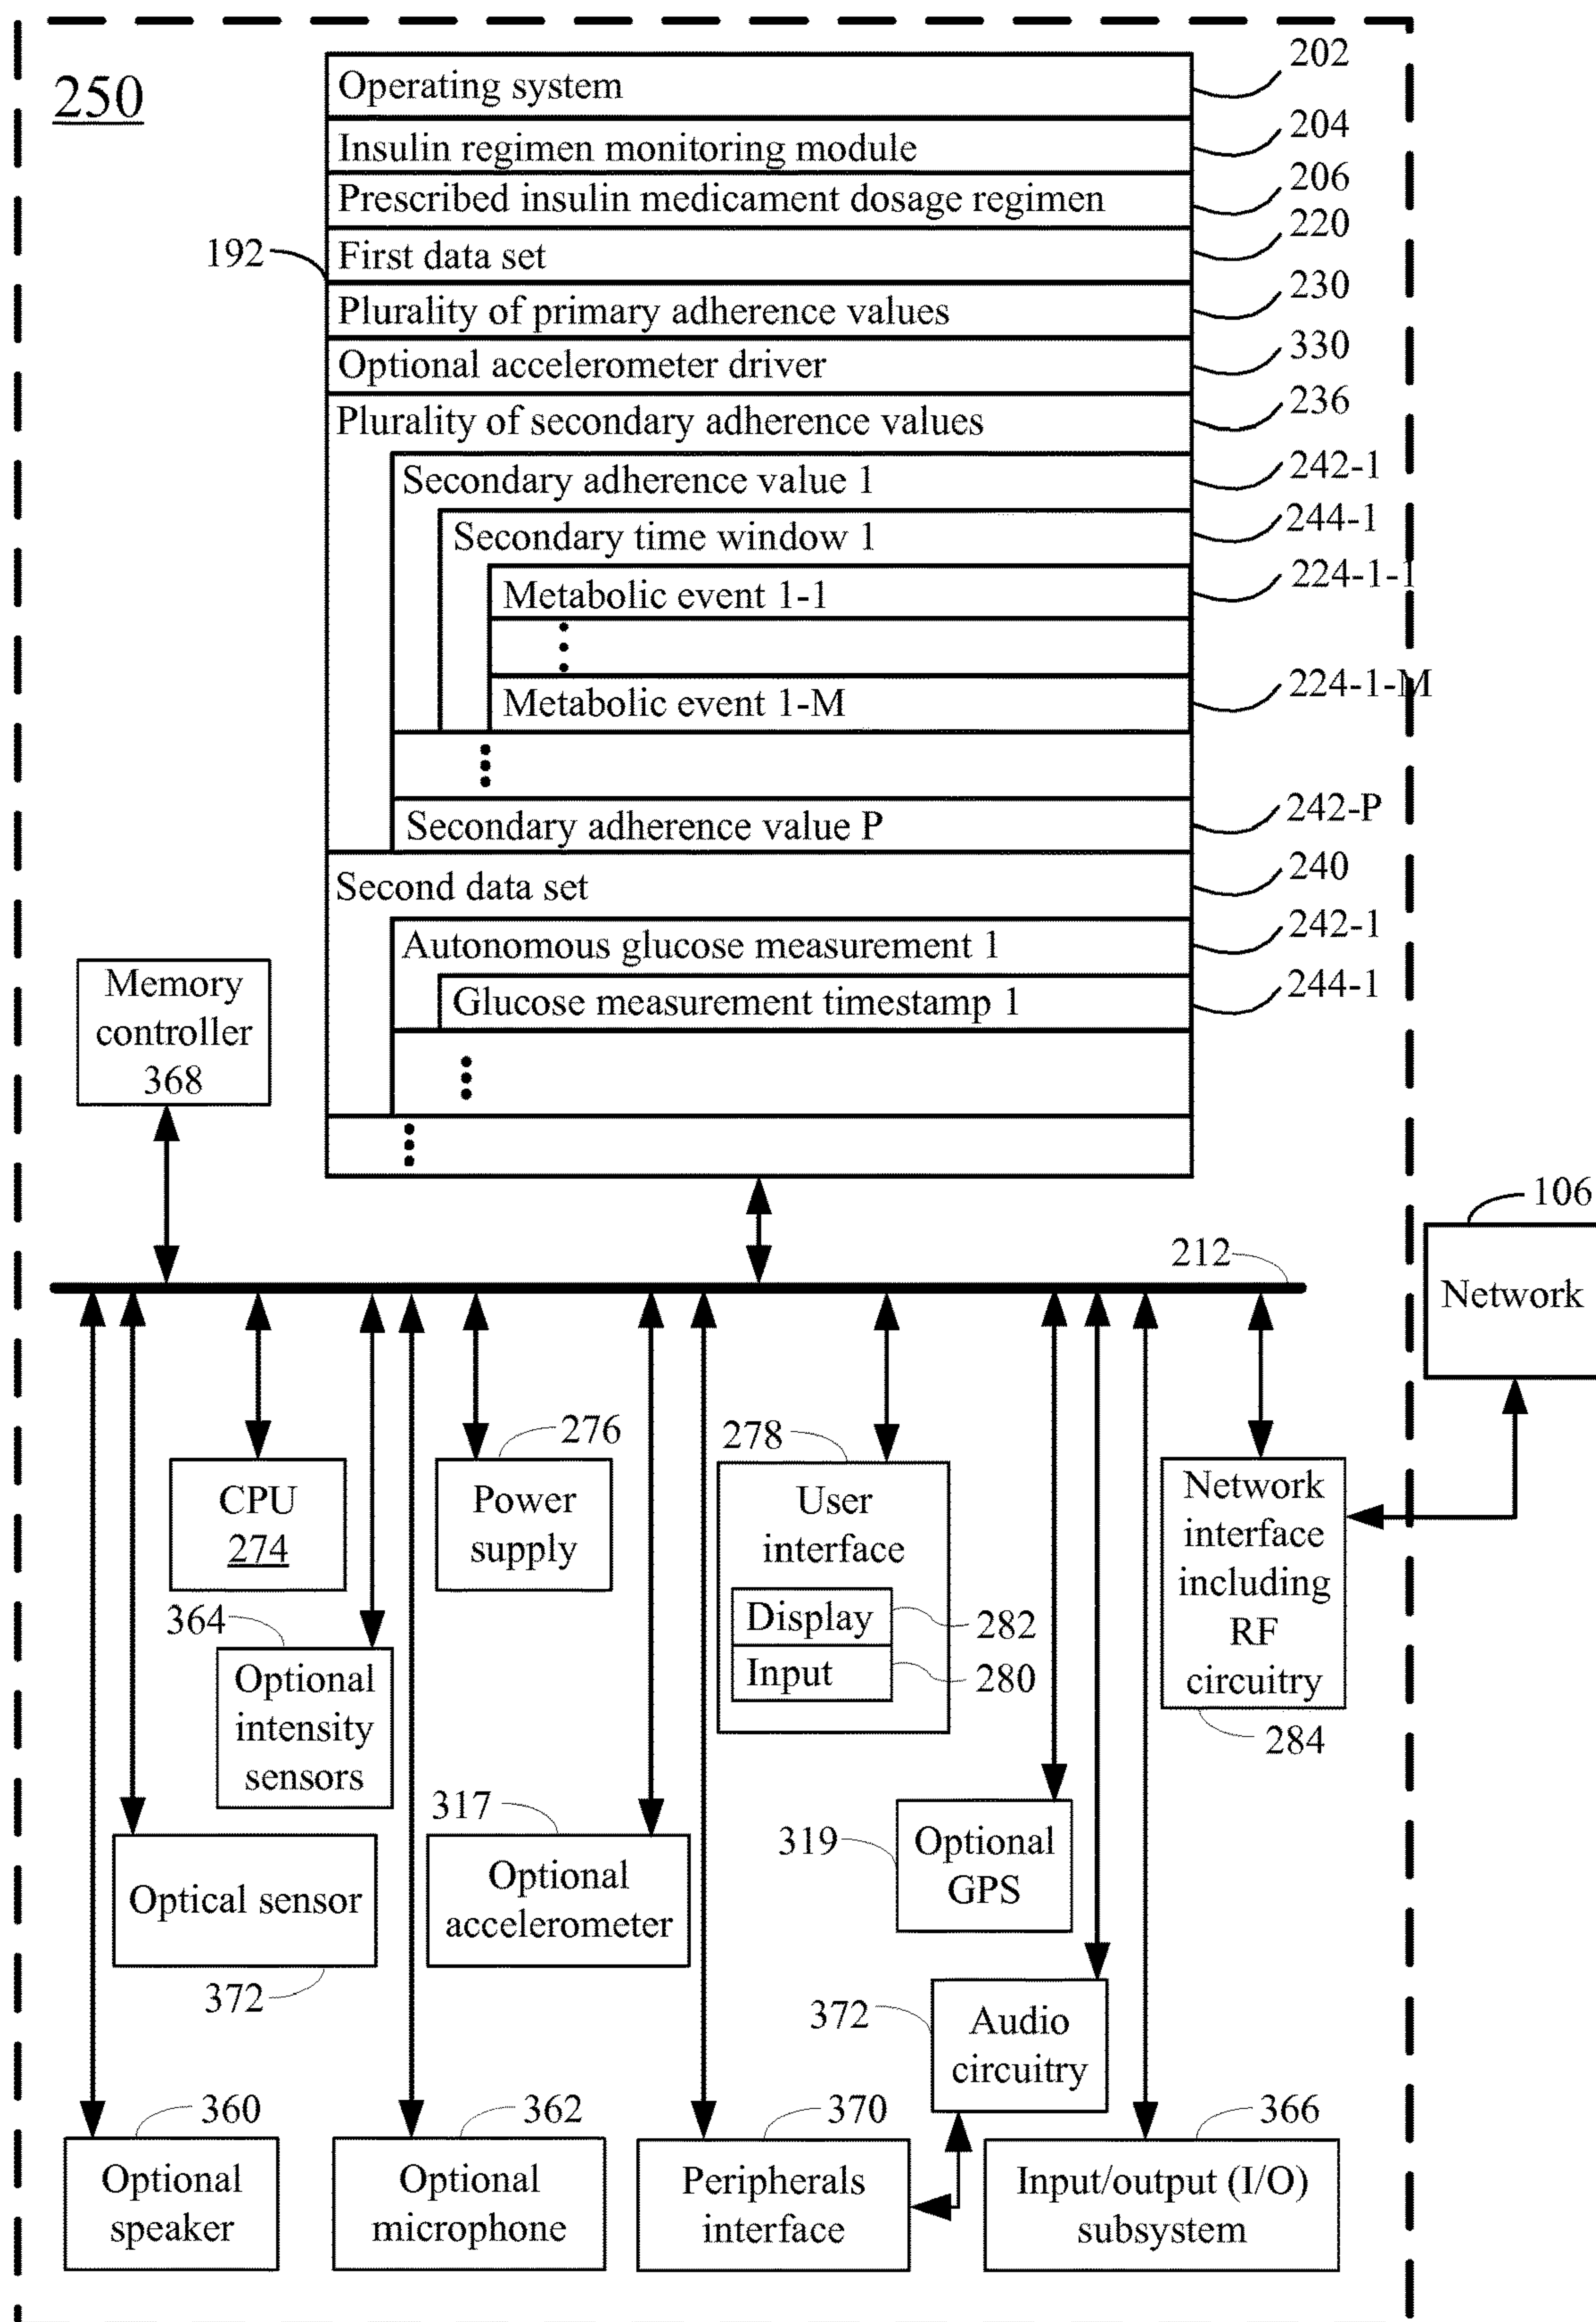 250
Operating system
202
Insulin regimen monitoring module
204
Prescribed insulin medicament dosage regimen
206
192
First data set
220
Plurality of primary adherence values
230
Optional accelerometer driver
330
Plurality of secondary adherence values
236
Secondary adherence value 1
242-1
Secondary time window 1
244-1
Metabolic event 1-1
224-1-1
Metabolic event 1-M
224-1-M
Secondary adherence value P
242-P
Second data set
240
Autonomous glucose measurement 1
242-1
Glucose measurement timestamp 1
244-1
Memory
controller
368
106
Network
212
CPU
274
276
Power
supply
278
User
interface
Display
282
Input
280
Network
interface
including
RF
circuitry
284
364
Optional
intensity
sensors
Optical sensor
372
317
Optional
accelerometer
319
Optional
GPS
372
Audio
circuitry
360
Optional
speaker
362
Optional
microphone
370
Peripherals
interface
366
Input/output (I/O)
subsystem